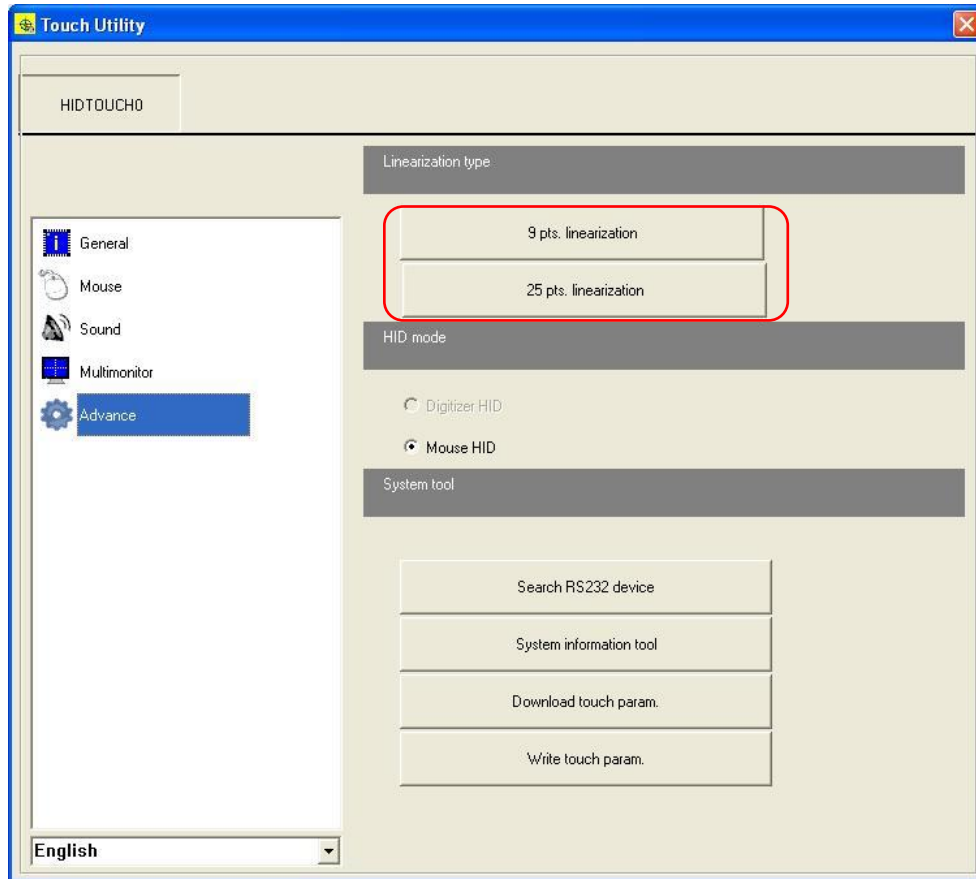 Touch Utility
HIDTOUCH0
Linearization type
9 pts. linearization
25 pts. linearization
General
Mouse
Sound
Multimonitor
Advance
HID mode
Digitizer HID
Mouse HID
System tool
Search RS232 device
System information tool
Download touch param.
Write touch param.
English